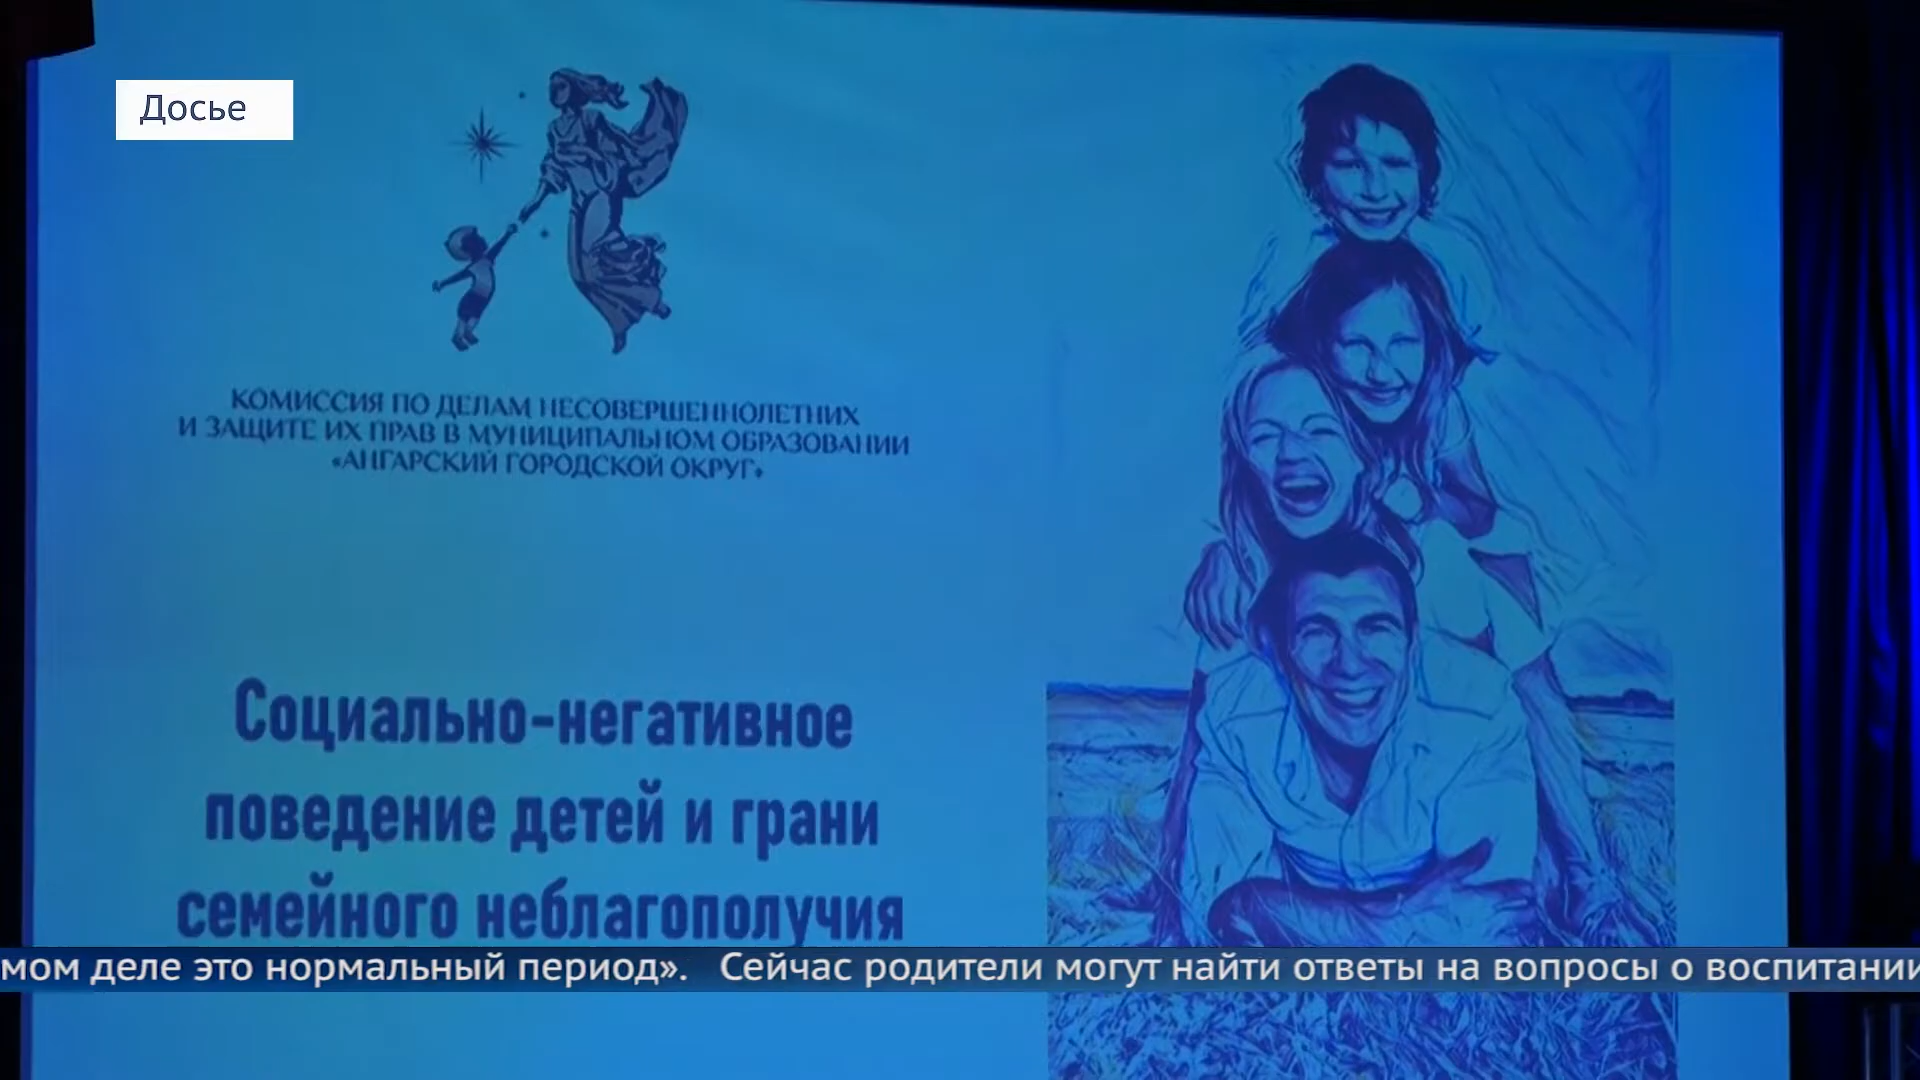 Досье
КОМИССИЯ ПО ДЕЛАМ НЕСОВЕРШЕННОЛЕТНИХ
И ЗАЩИТЕ ИХ ПРАВ В МУНИЦИПАЛЬНОМ ОБРАЗОВАНИИ
«АНГАРСКИЙ ГОРОДСКОЙ ОКРУГ»
Социально-негативное
поведение детей и грани
семейного неблагополучия
мом деле это нормальный период». Сейчас родители могут найти ответы на вопросы о воспитании